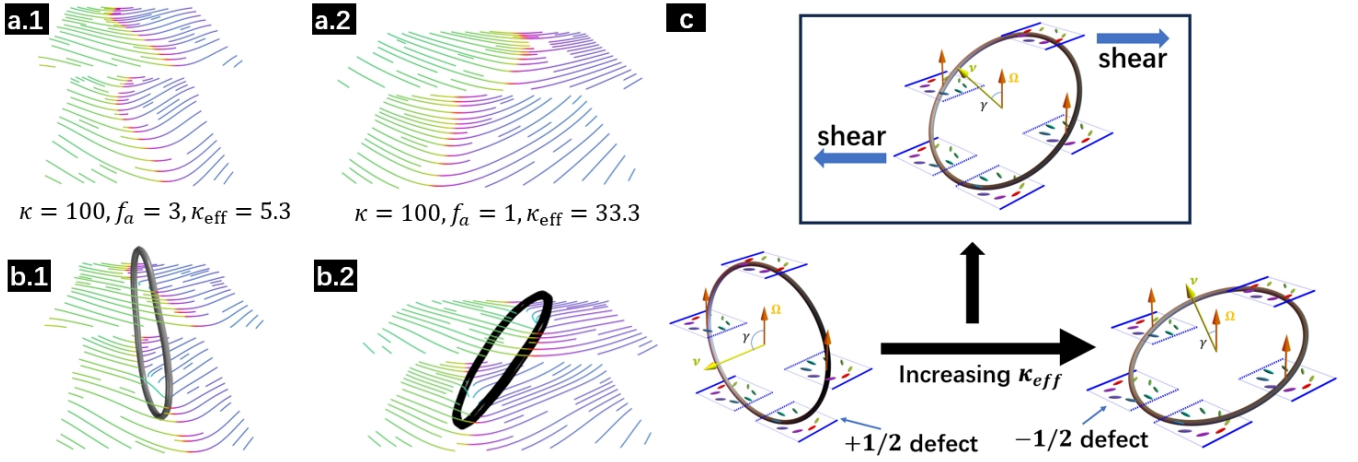 a.1
a.2
c
κ = 100, f_a = 3, κ_eff = 5.3
κ = 100, f_a = 1, κ_eff = 33.3
b.1
b.2
shear
shear
ν
Ω
γ
ν
Ω
γ
ν
Ω
γ
Increasing κ_eff
+1/2 defect
−1/2 defect